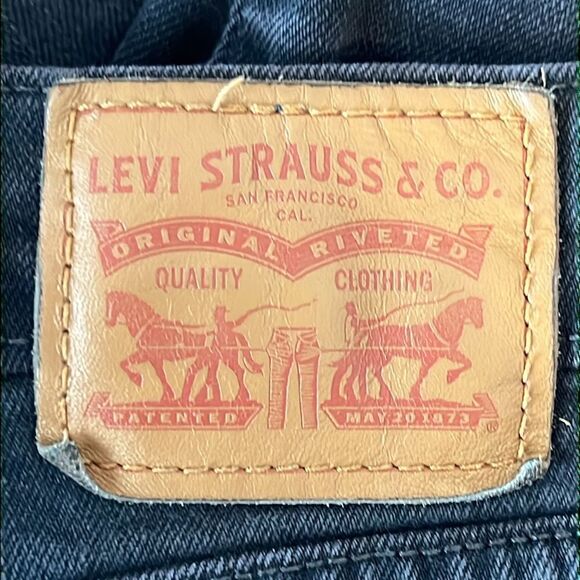 LEVI STRAUSS & CO.
SAN FRANCISCO
CAL.
ORIGINAL RIVETED
QUALITY CLOTHING
PATENTED MAY 20 1873
®